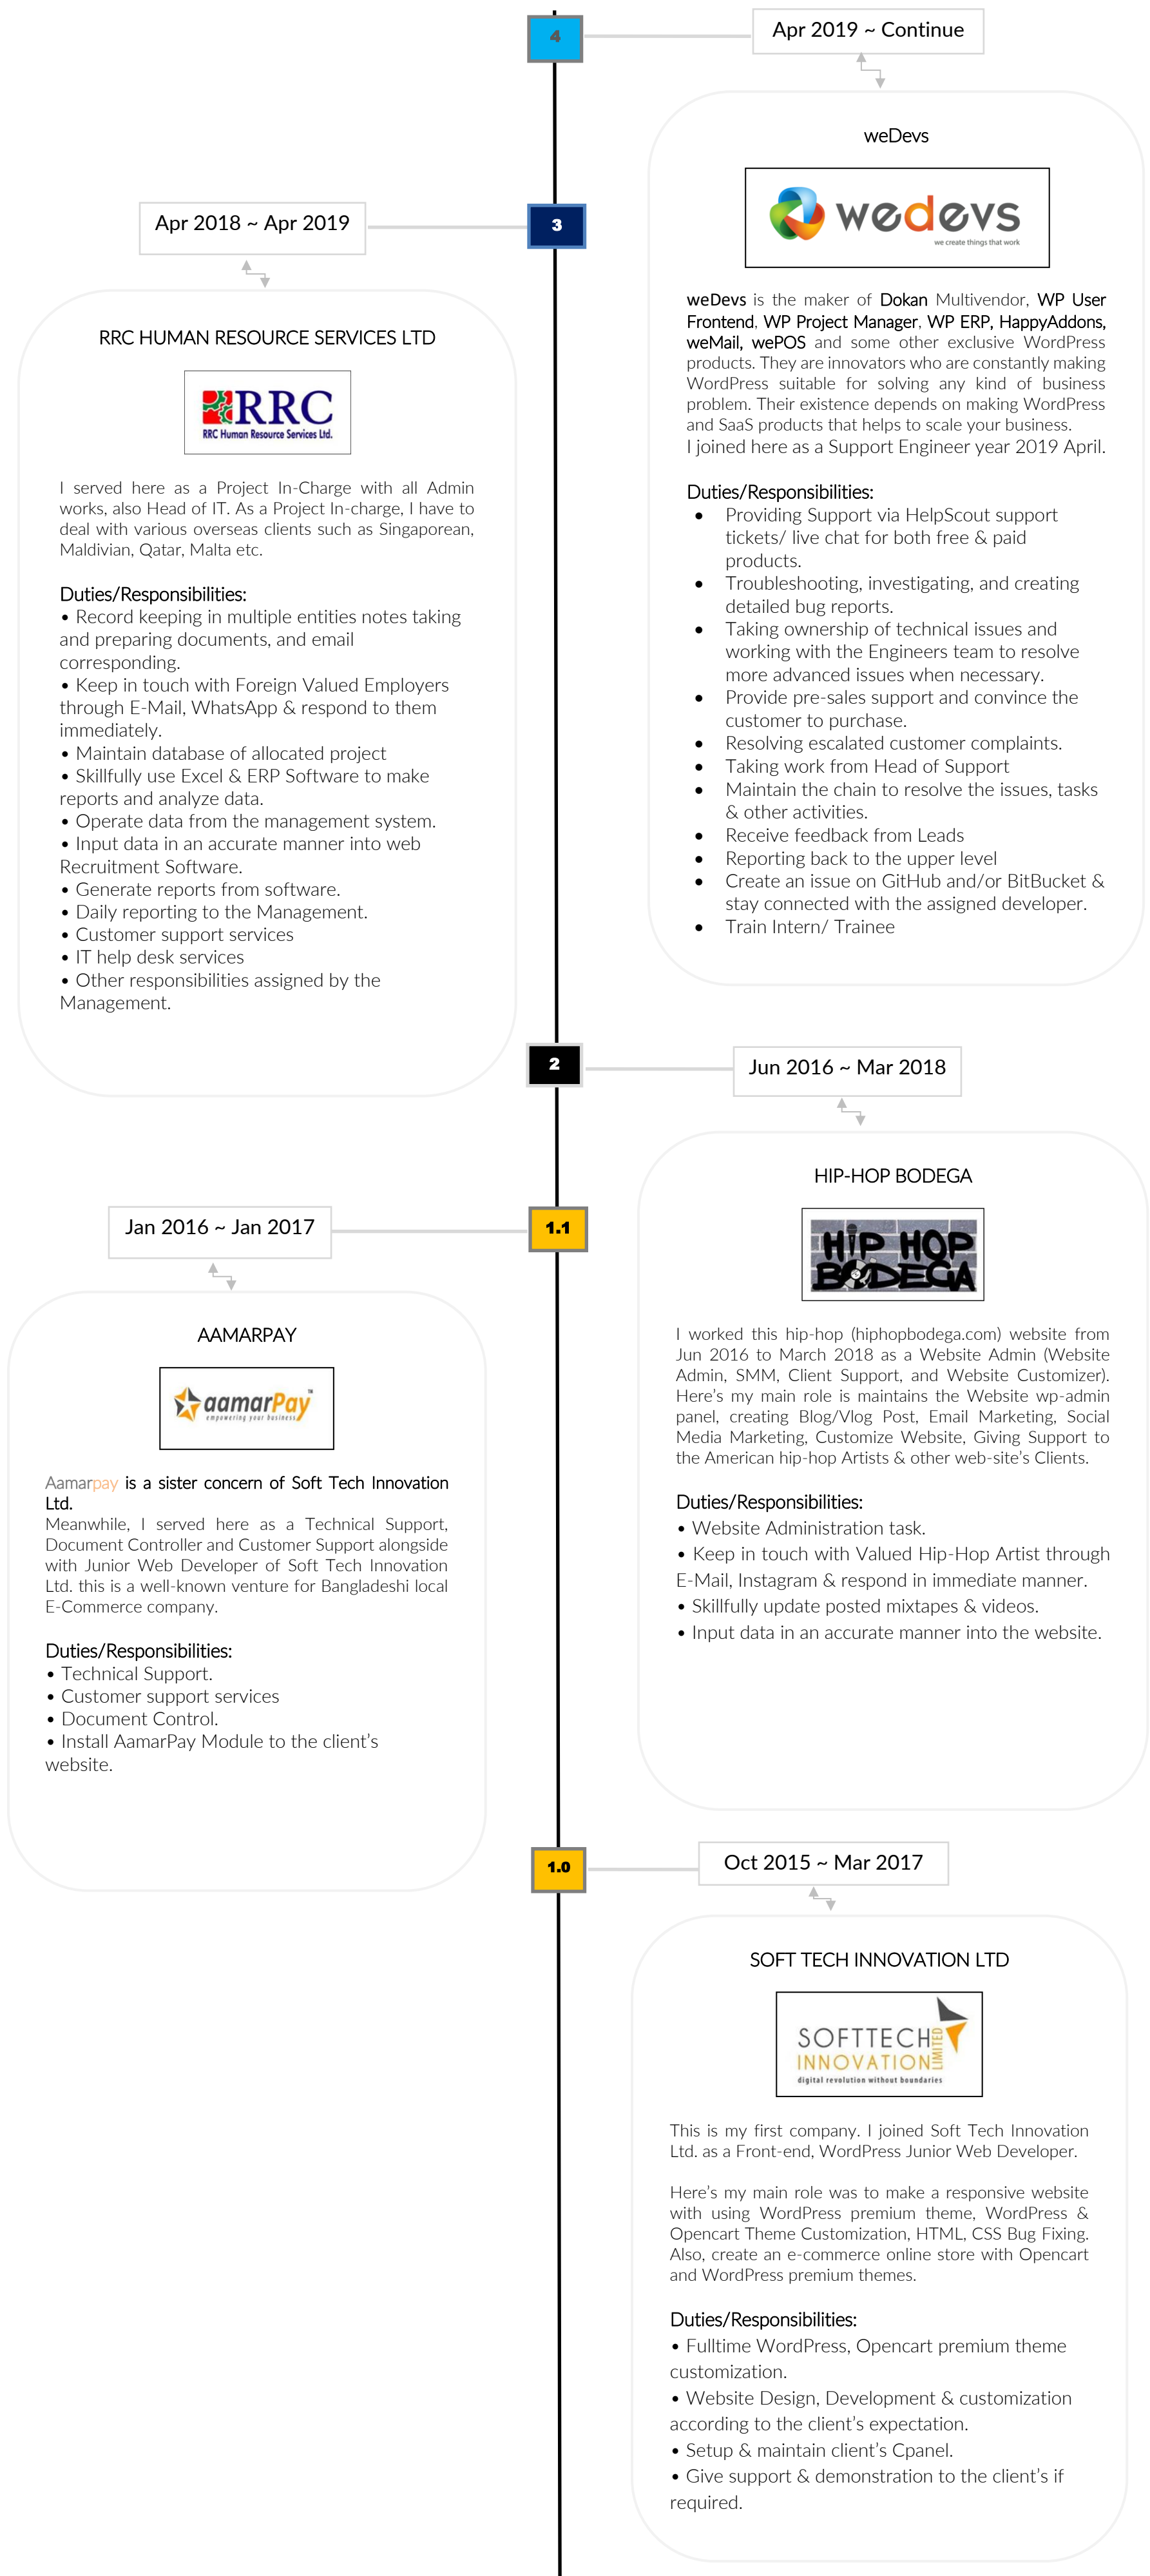 4
Apr 2019 ~ Continue
weDevs
wedevs
we create things that work
weDevs is the maker of Dokan Multivendor, WP User
Frontend, WP Project Manager, WP ERP, HappyAddons,
weMail, wePOS and some other exclusive WordPress
products. They are innovators who are constantly making
WordPress suitable for solving any kind of business
problem. Their existence depends on making WordPress
and SaaS products that helps to scale your business.
I joined here as a Support Engineer year 2019 April.
Duties/Responsibilities:
• Providing Support via HelpScout support
tickets/ live chat for both free & paid
products.
• Troubleshooting, investigating, and creating
detailed bug reports.
• Taking ownership of technical issues and
working with the Engineers team to resolve
more advanced issues when necessary.
• Provide pre-sales support and convince the
customer to purchase.
• Resolving escalated customer complaints.
• Taking work from Head of Support
• Maintain the chain to resolve the issues, tasks
& other activities.
• Receive feedback from Leads
• Reporting back to the upper level
• Create an issue on GitHub and/or BitBucket &
stay connected with the assigned developer.
• Train Intern/ Trainee
Apr 2018 ~ Apr 2019
3
RRC HUMAN RESOURCE SERVICES LTD
RRC
RRC Human Resource Services Ltd.
I served here as a Project In-Charge with all Admin
works, also Head of IT. As a Project In-charge, I have to
deal with various overseas clients such as Singaporean,
Maldivian, Qatar, Malta etc.
Duties/Responsibilities:
• Record keeping in multiple entities notes taking
and preparing documents, and email
corresponding.
• Keep in touch with Foreign Valued Employers
through E-Mail, WhatsApp & respond to them
immediately.
• Maintain database of allocated project
• Skillfully use Excel & ERP Software to make
reports and analyze data.
• Operate data from the management system.
• Input data in an accurate manner into web
Recruitment Software.
• Generate reports from software.
• Daily reporting to the Management.
• Customer support services
• IT help desk services
• Other responsibilities assigned by the
Management.
2
Jun 2016 ~ Mar 2018
HIP-HOP BODEGA
HIP HOP
BODEGA
I worked this hip-hop (hiphopbodega.com) website from
Jun 2016 to March 2018 as a Website Admin (Website
Admin, SMM, Client Support, and Website Customizer).
Here's my main role is maintains the Website wp-admin
panel, creating Blog/Vlog Post, Email Marketing, Social
Media Marketing, Customize Website, Giving Support to
the American hip-hop Artists & other web-site's Clients.
Duties/Responsibilities:
• Website Administration task.
• Keep in touch with Valued Hip-Hop Artist through
E-Mail, Instagram & respond in immediate manner.
• Skillfully update posted mixtapes & videos.
• Input data in an accurate manner into the website.
Jan 2016 ~ Jan 2017
1.1
AAMARPAY
aamarPay™
empowering your business
Aamarpay is a sister concern of Soft Tech Innovation
Ltd.
Meanwhile, I served here as a Technical Support,
Document Controller and Customer Support alongside
with Junior Web Developer of Soft Tech Innovation
Ltd. this is a well-known venture for Bangladeshi local
E-Commerce company.
Duties/Responsibilities:
• Technical Support.
• Customer support services
• Document Control.
• Install AamarPay Module to the client's
website.
1.0
Oct 2015 ~ Mar 2017
SOFT TECH INNOVATION LTD
SOFTTECH
INNOVATION
LIMITED
digital revolution without boundaries
This is my first company. I joined Soft Tech Innovation
Ltd. as a Front-end, WordPress Junior Web Developer.
Here's my main role was to make a responsive website
with using WordPress premium theme, WordPress &
Opencart Theme Customization, HTML, CSS Bug Fixing.
Also, create an e-commerce online store with Opencart
and WordPress premium themes.
Duties/Responsibilities:
• Fulltime WordPress, Opencart premium theme
customization.
• Website Design, Development & customization
according to the client's expectation.
• Setup & maintain client's Cpanel.
• Give support & demonstration to the client's if
required.